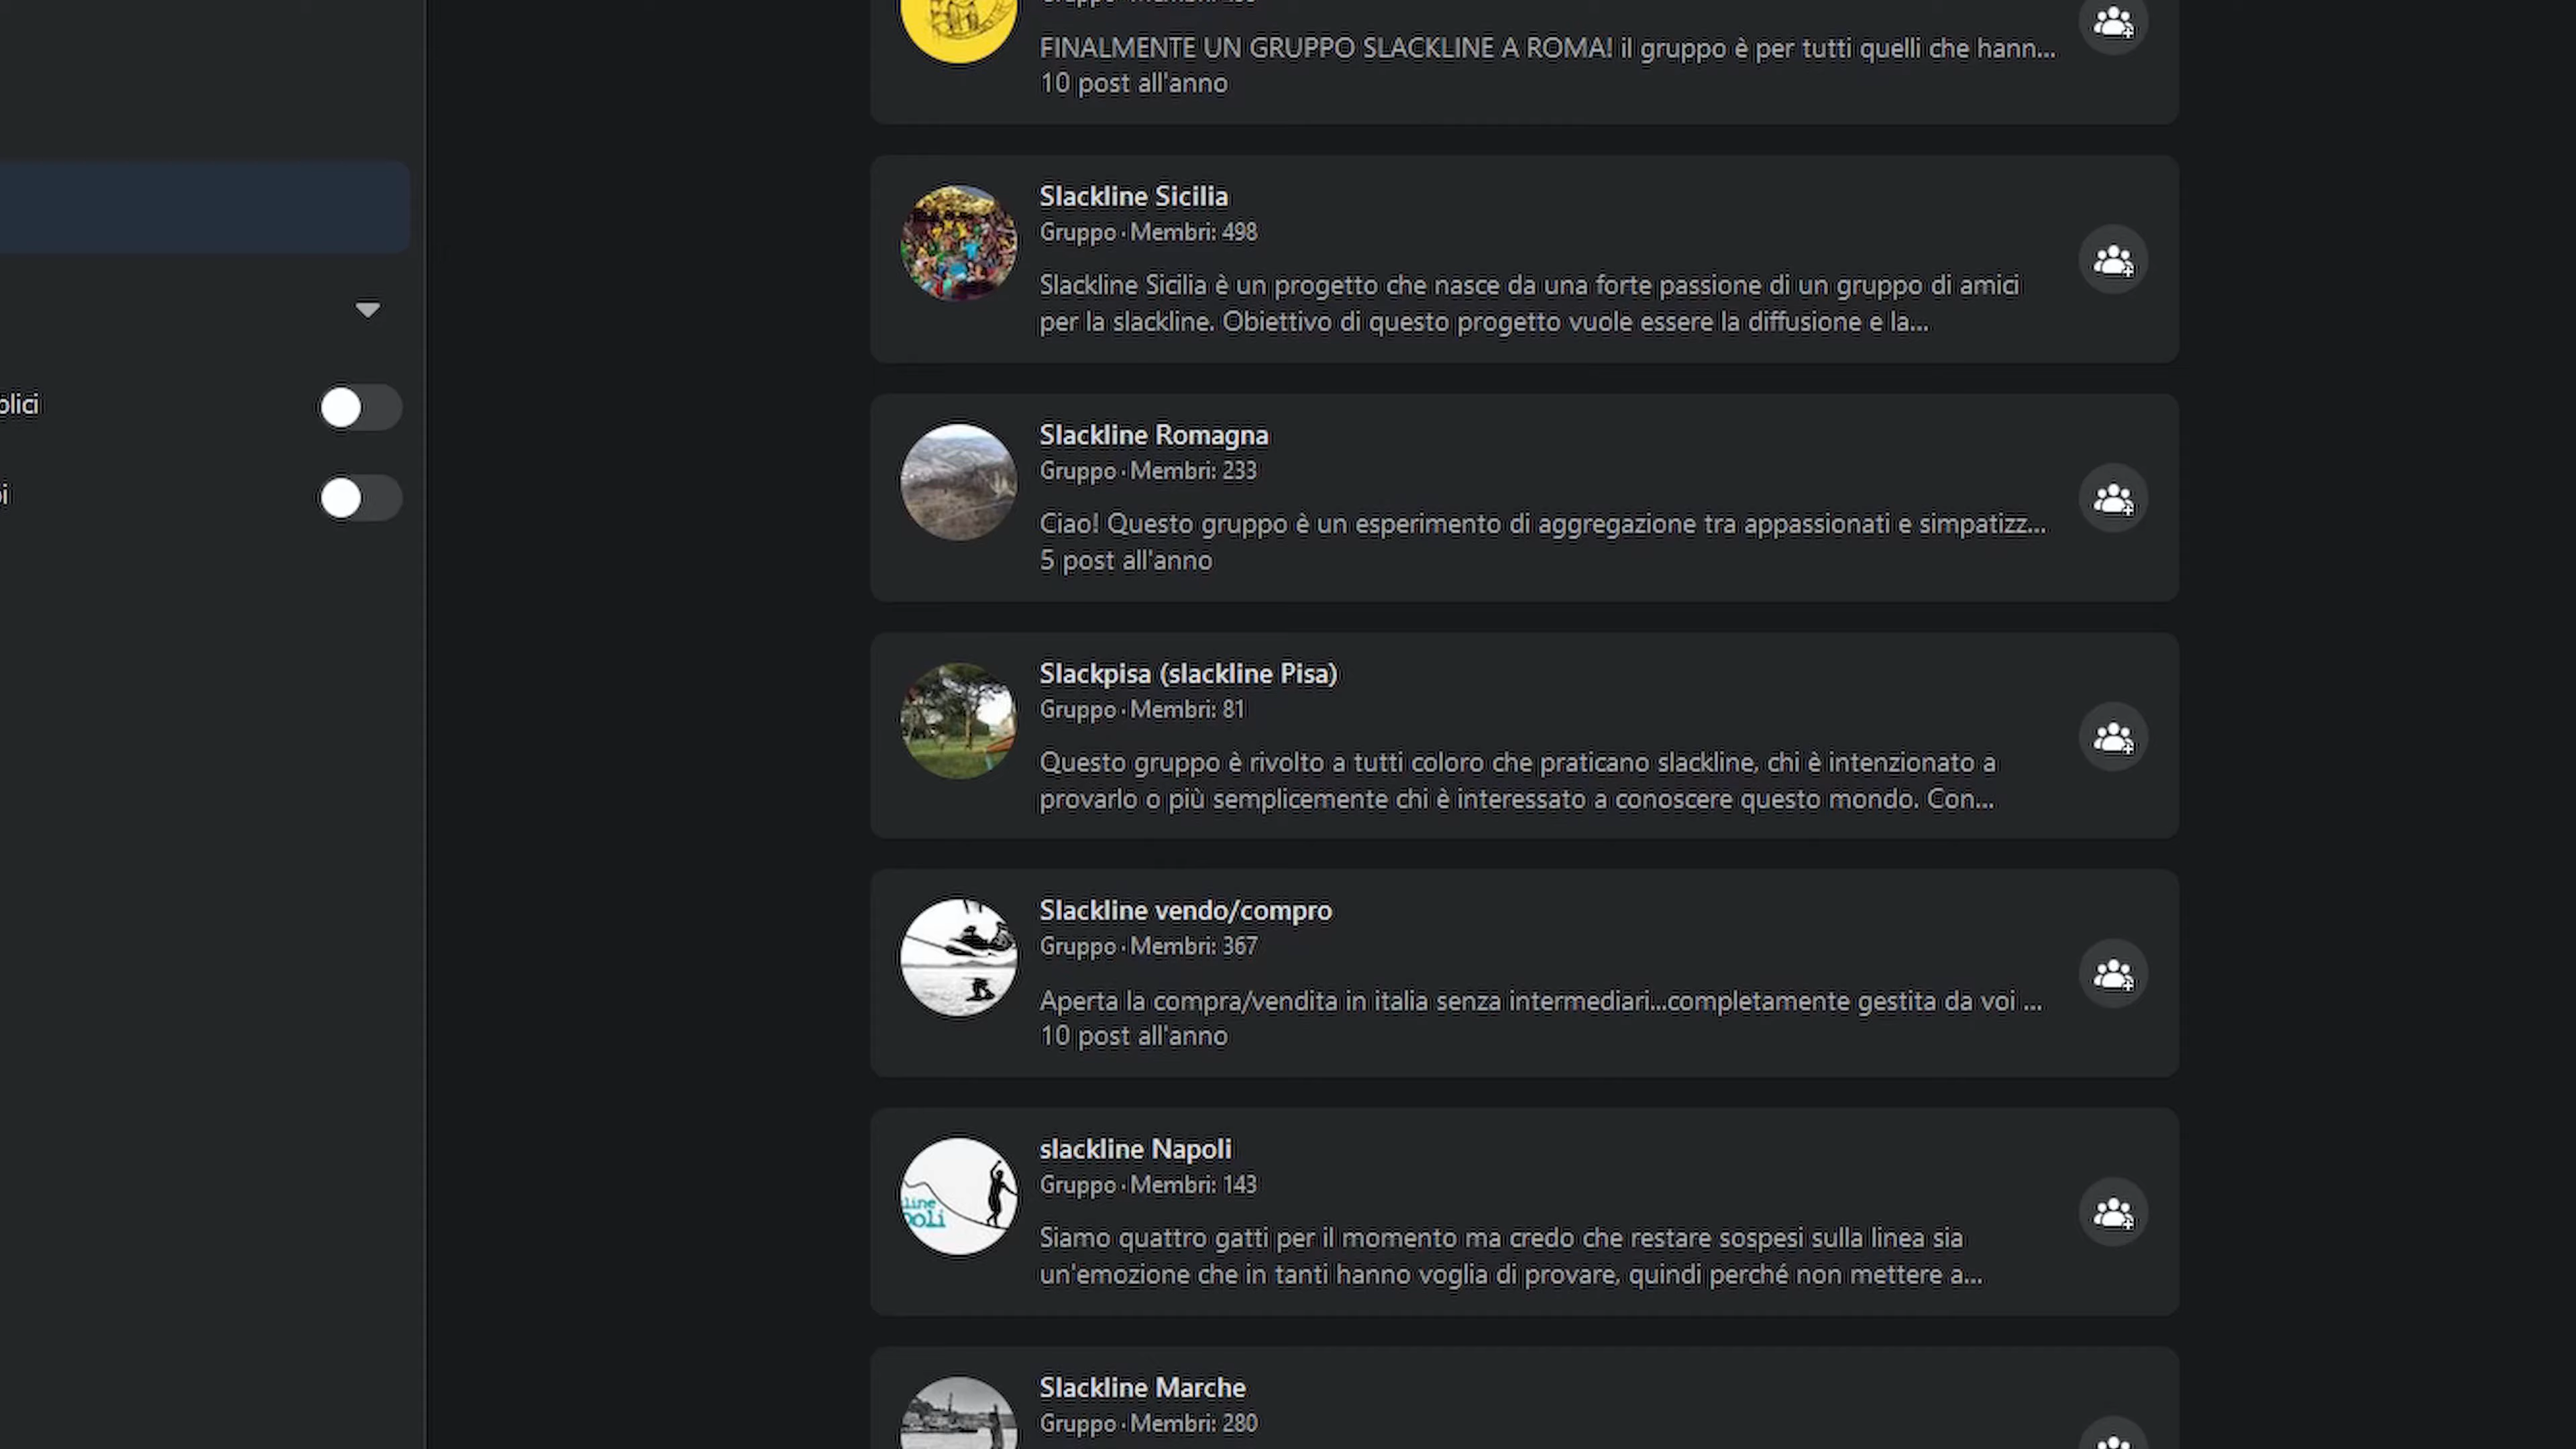 FINALMENTE UN GRUPPO SLACKLINE A ROMA! il gruppo è per tutti quelli che hann...
10 post all'anno
Slackline Sicilia
Gruppo · Membri: 498
Slackline Sicilia è un progetto che nasce da una forte passione di un gruppo di amici
per la slackline. Obiettivo di questo progetto vuole essere la diffusione e la...
blici
Slackline Romagna
Gruppo · Membri: 233
pi
Ciao! Questo gruppo è un esperimento di aggregazione tra appassionati e simpatizz...
5 post all'anno
Slackpisa (slackline Pisa)
Gruppo · Membri: 81
Questo gruppo è rivolto a tutti coloro che praticano slackline, chi è intenzionato a
provarlo o più semplicemente chi è interessato a conoscere questo mondo. Con...
Slackline vendo/compro
Gruppo · Membri: 367
Aperta la compra/vendita in italia senza intermediari...completamente gestita da voi ...
10 post all'anno
slackline Napoli
Gruppo · Membri: 143
line
poli
Siamo quattro gatti per il momento ma credo che restare sospesi sulla linea sia
un'emozione che in tanti hanno voglia di provare, quindi perché non mettere a...
Slackline Marche
Gruppo · Membri: 280